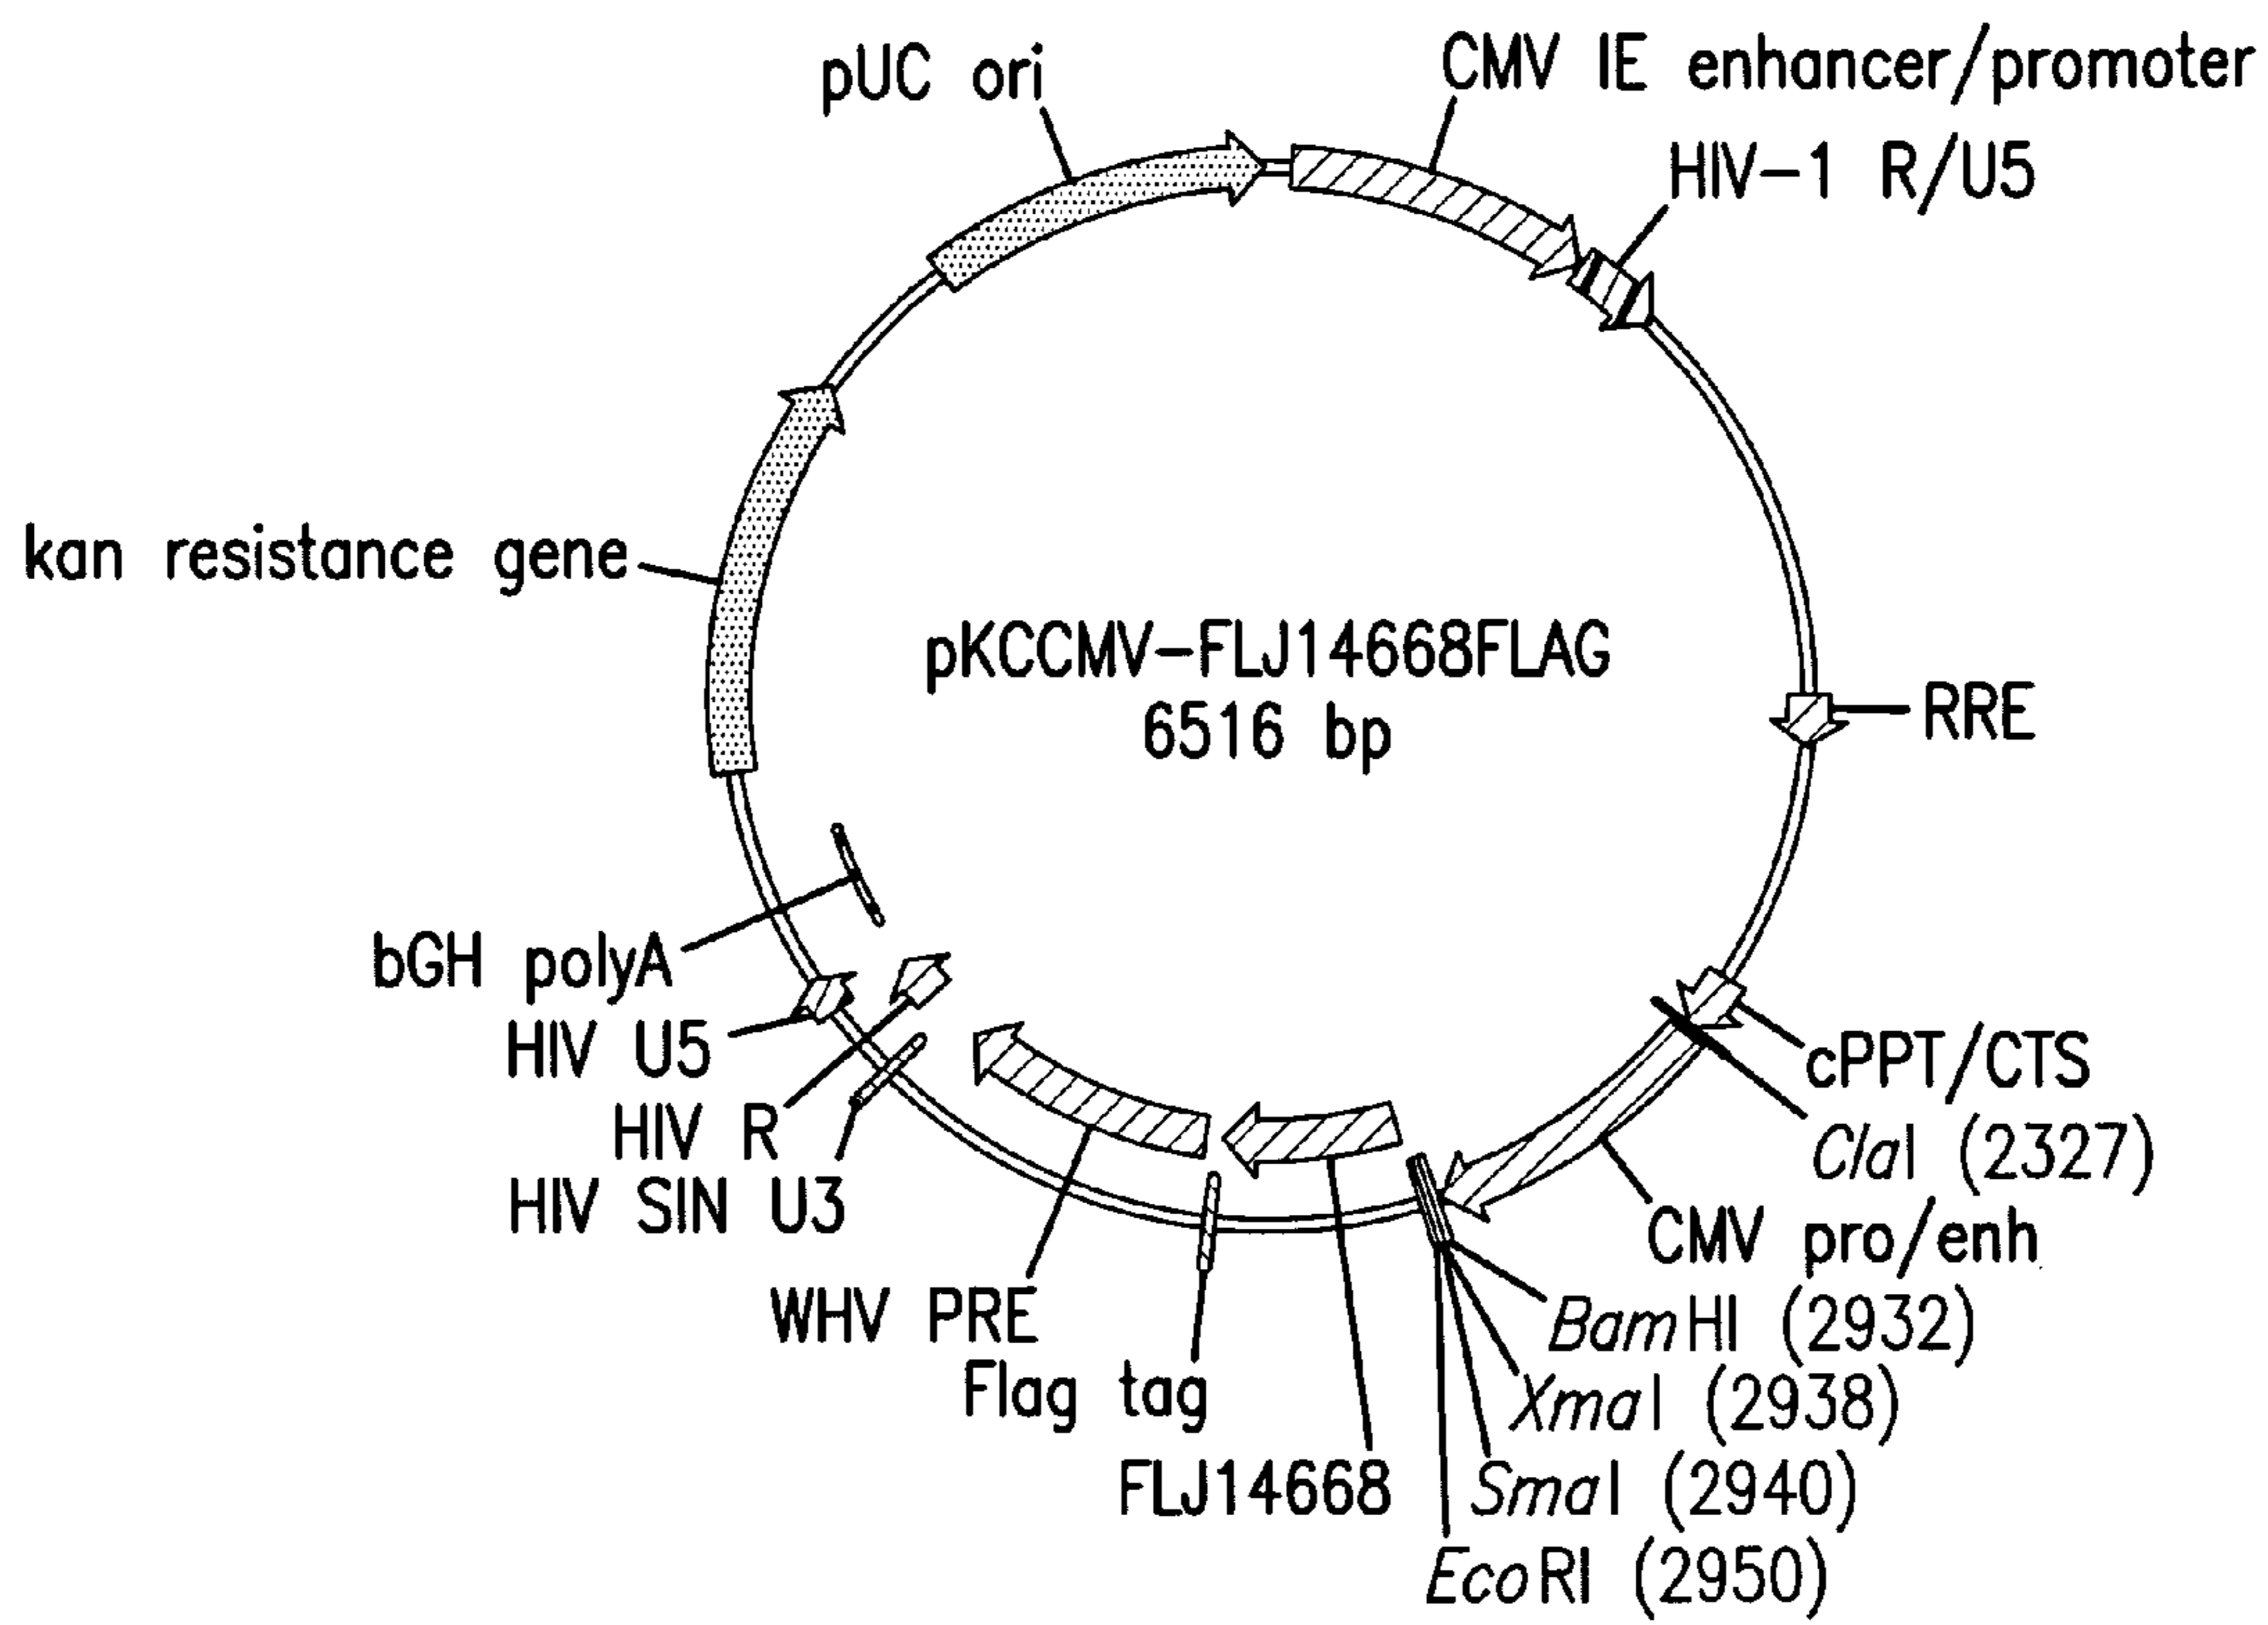 pUC ori
CMV IE enhancer/promoter
HIV-1 R/U5
kan resistance gene
pKCCMV-FLJ14668FLAG
6516 bp
RRE
bGH polyA
HIV U5
HIV R
HIV SIN U3
cPPT/CTS
ClaI (2327)
CMV pro/enh
WHV PRE
BamHI (2932)
Flag tag
XmaI (2938)
FLJ14668
SmaI (2940)
EcoRI (2950)